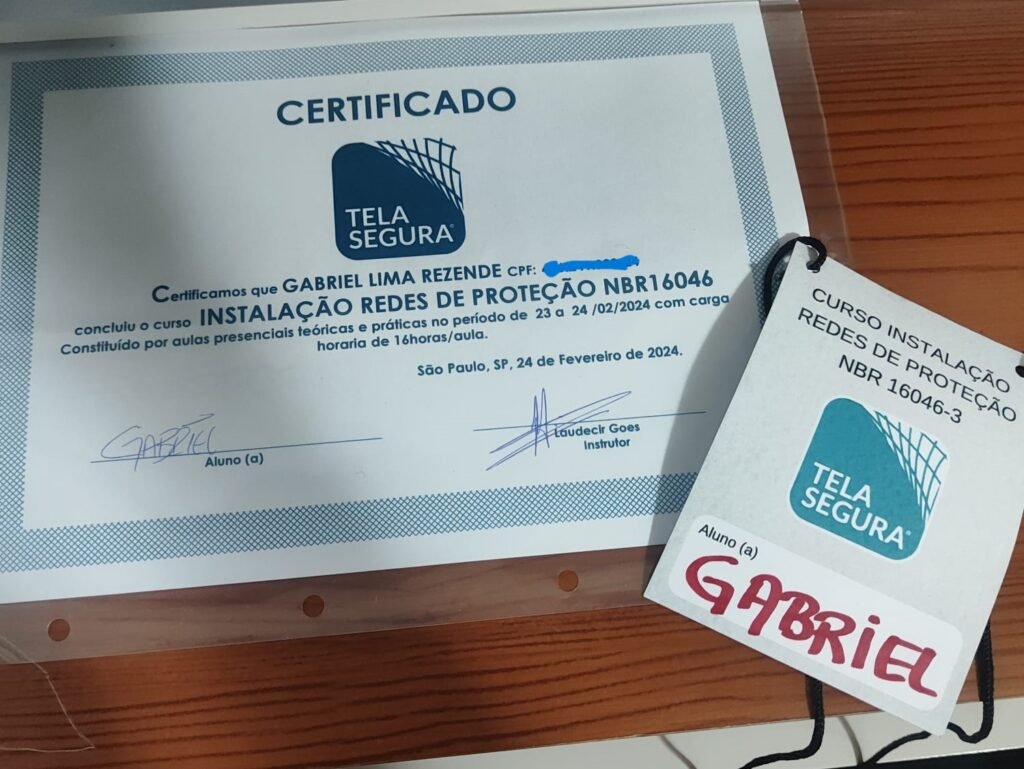 CERTIFICADO
TELA
SEGURA
Certificamos que GABRIEL LIMA REZENDE CPF:
concluiu o curso INSTALAÇÃO REDES DE PROTEÇÃO NBR16046
Constituído por aulas presenciais teóricas e práticas no período de 23 a 24 /02/2024 com carga
horaria de 16horas/aula.
São Paulo, SP, 24 de Fevereiro de 2024.
GABRIEL
Aluno (a)
Laudecir Goes
Instrutor
CURSO INSTALAÇÃO
REDES DE PROTEÇÃO
NBR 16046-3
TELA
SEGURA
Aluno (a)
GABRIEL